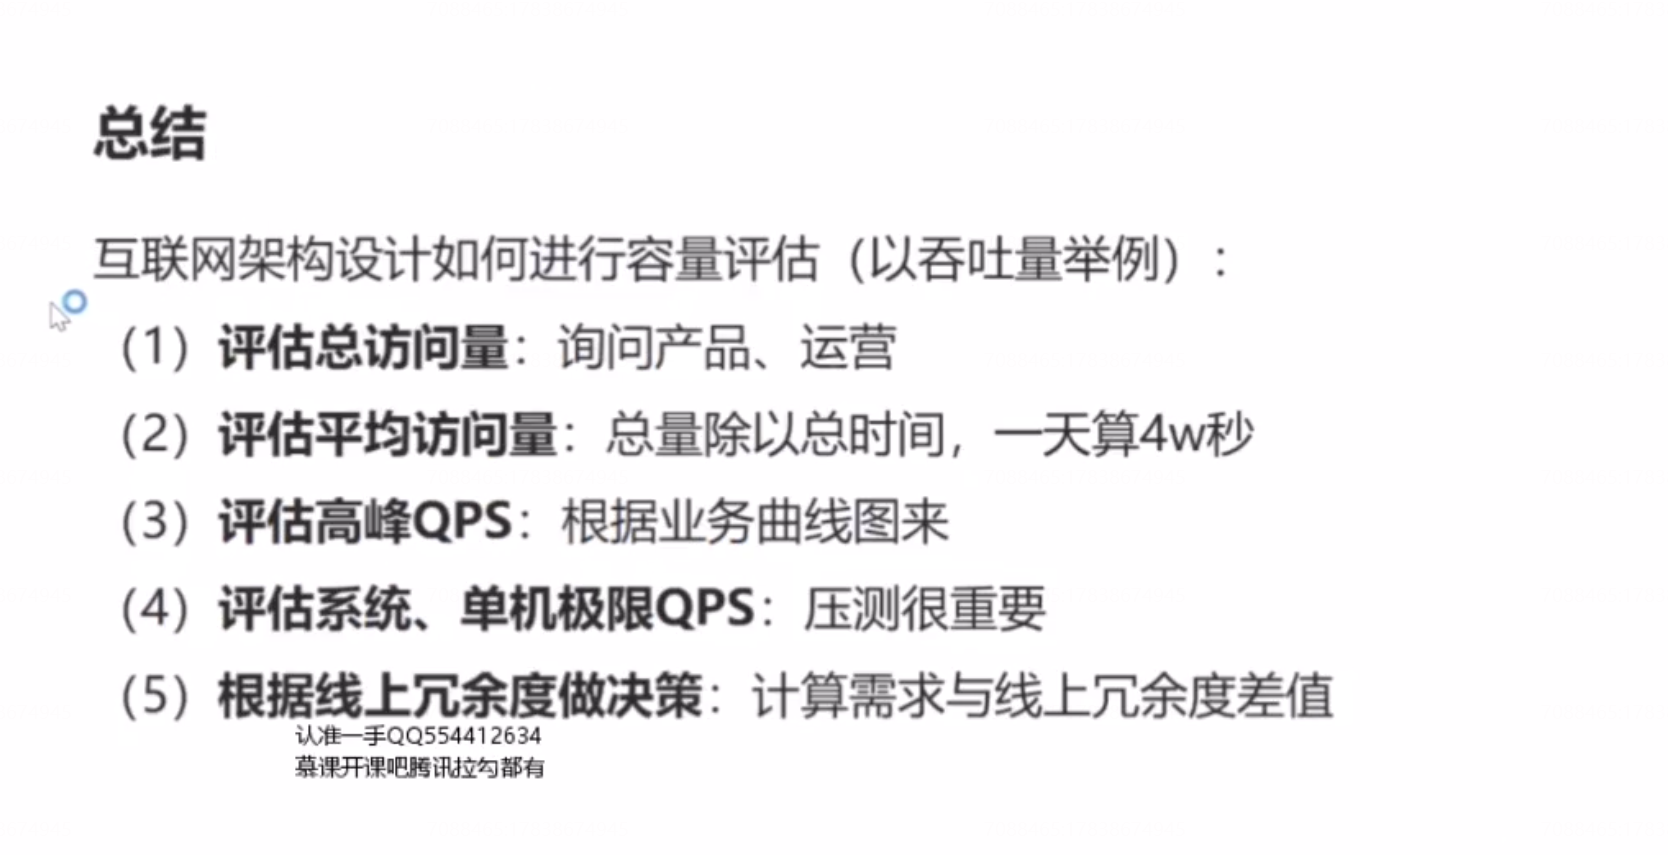 总结
互联网架构设计如何进行容量评估（以吞吐量举例）：
（1）评估总访问量：询问产品、运营
（2）评估平均访问量：总量除以总时间，一天算4w秒
（3）评估高峰QPS：根据业务曲线图来
（4）评估系统、单机极限QPS：压测很重要
（5）根据线上冗余度做决策：计算需求与线上冗余度差值
认准一手QQ554412634
慕课开课吧腾讯拉勾都有